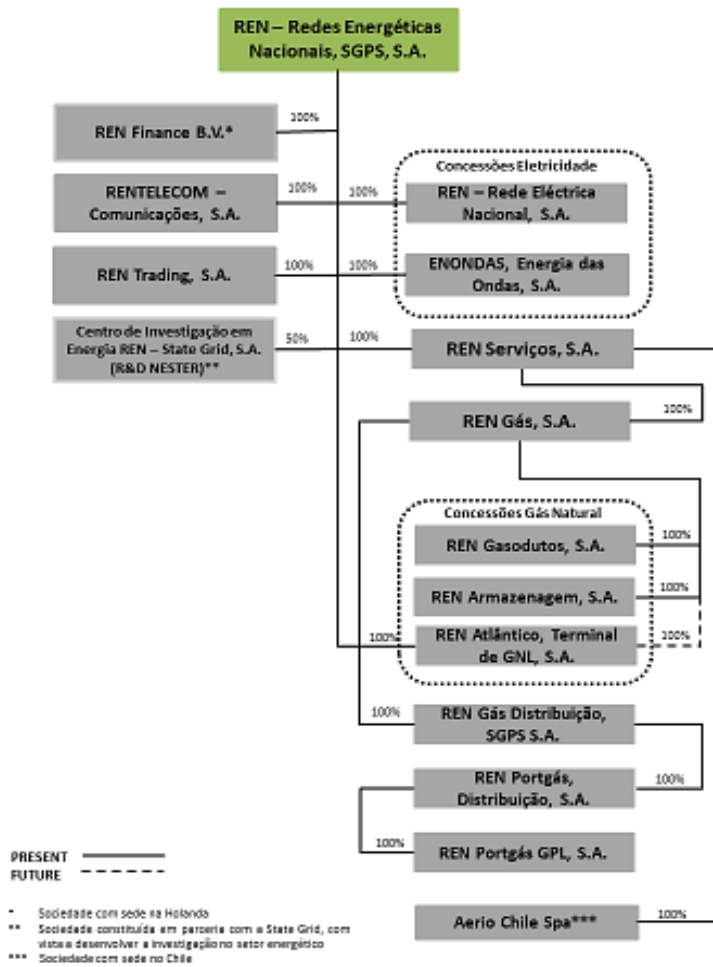 REN – Redes Energéticas
Nacionais, SGPS, S.A.
100%
REN Finance B.V.*
Concessões Eletricidade
RENTELECOM –
Comunicações, S.A.
100%
100%
REN – Rede Eléctrica
Nacional, S.A.
REN Trading, S.A.
100%
100%
ENONDAS, Energia das
Ondas, S.A.
Centro de Investigação em
Energia REN – State Grid, S.A.
(R&D NESTER)**
50%
100%
REN Serviços, S.A.
100%
REN Gás, S.A.
Concessões Gás Natural
REN Gasodutos, S.A.
100%
REN Armazenagem, S.A.
100%
100%
REN Atlântico, Terminal
de GNL, S.A.
100%
100%
REN Gás Distribuição,
SGPS S.A.
REN Portgás,
Distribuição, S.A.
100%
100%
REN Portgás GPL, S.A.
PRESENT
FUTURE
Aerio Chile Spa***
100%
* Sociedade com sede na Holanda
** Sociedade constituída em parceria com a State Grid, com
vista a desenvolver a investigação no setor energético
*** Sociedade com sede no Chile